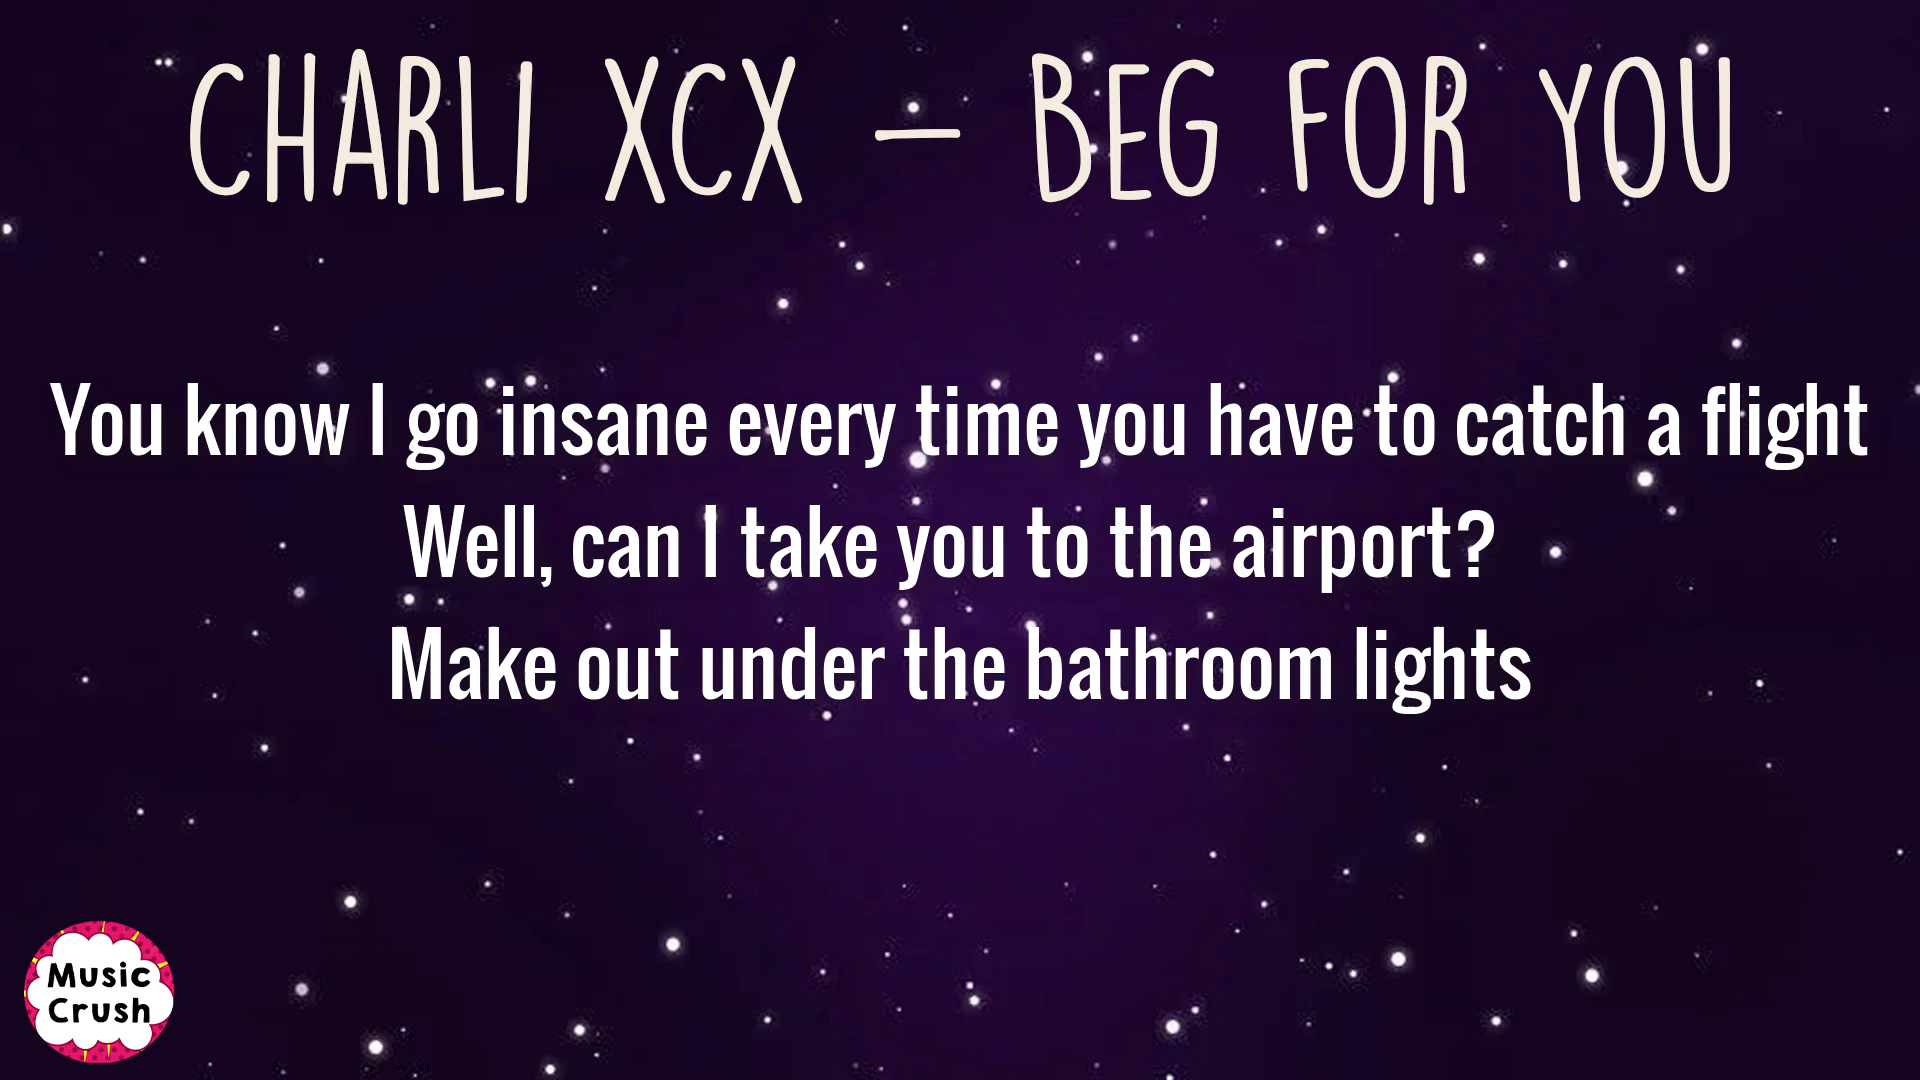 CHARLI XCX – BEG FOR YOU
You know I go insane every time you have to catch a flight
Well, can I take you to the airport?
Make out under the bathroom lights
Music
Crush